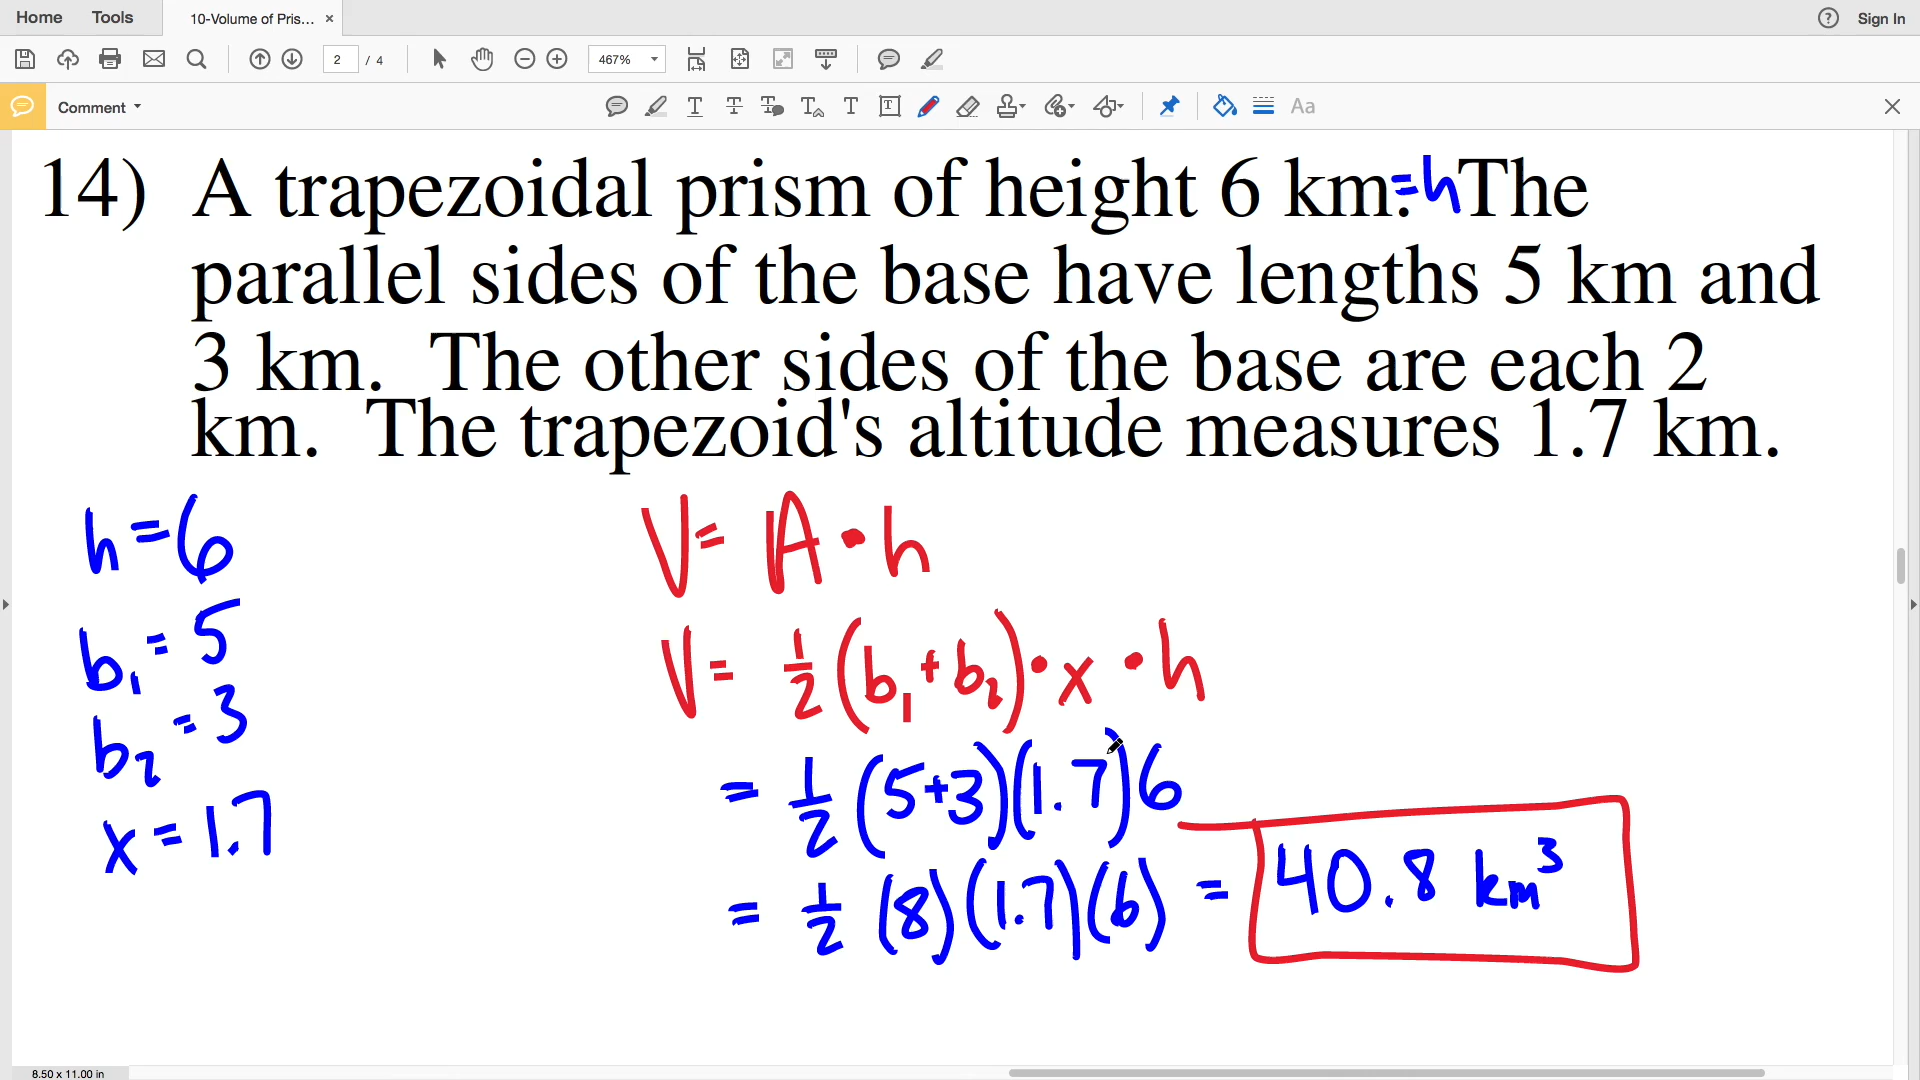 Home Tools 10-Volume of Pris... × ? Sign In
2 / 4 467%
Comment Aa
14) A trapezoidal prism of height 6 km. =h The
parallel sides of the base have lengths 5 km and
3 km. The other sides of the base are each 2
km. The trapezoid's altitude measures 1.7 km.
h = 6
b₁ = 5
b₂ = 3
x = 1.7
V = A • h
V = 1/2 (b₁ + b₂) • x • h
= 1/2 (5+3)(1.7)6
= 1/2 (8)(1.7)(6) = 40.8 km³
8.50 x 11.00 in